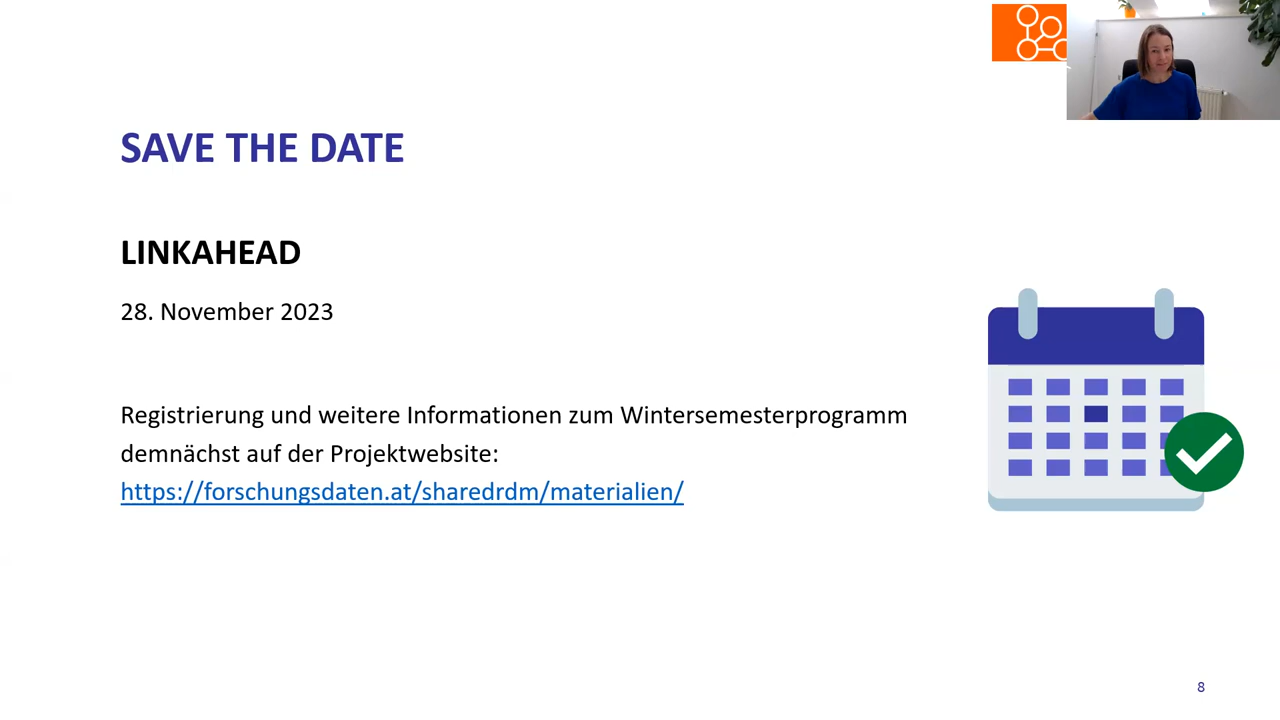 SAVE THE DATE
LINKAHEAD
28. November 2023
Registrierung und weitere Informationen zum Wintersemesterprogramm
demnächst auf der Projektwebsite:
https://forschungsdaten.at/sharedrdm/materialien/
8